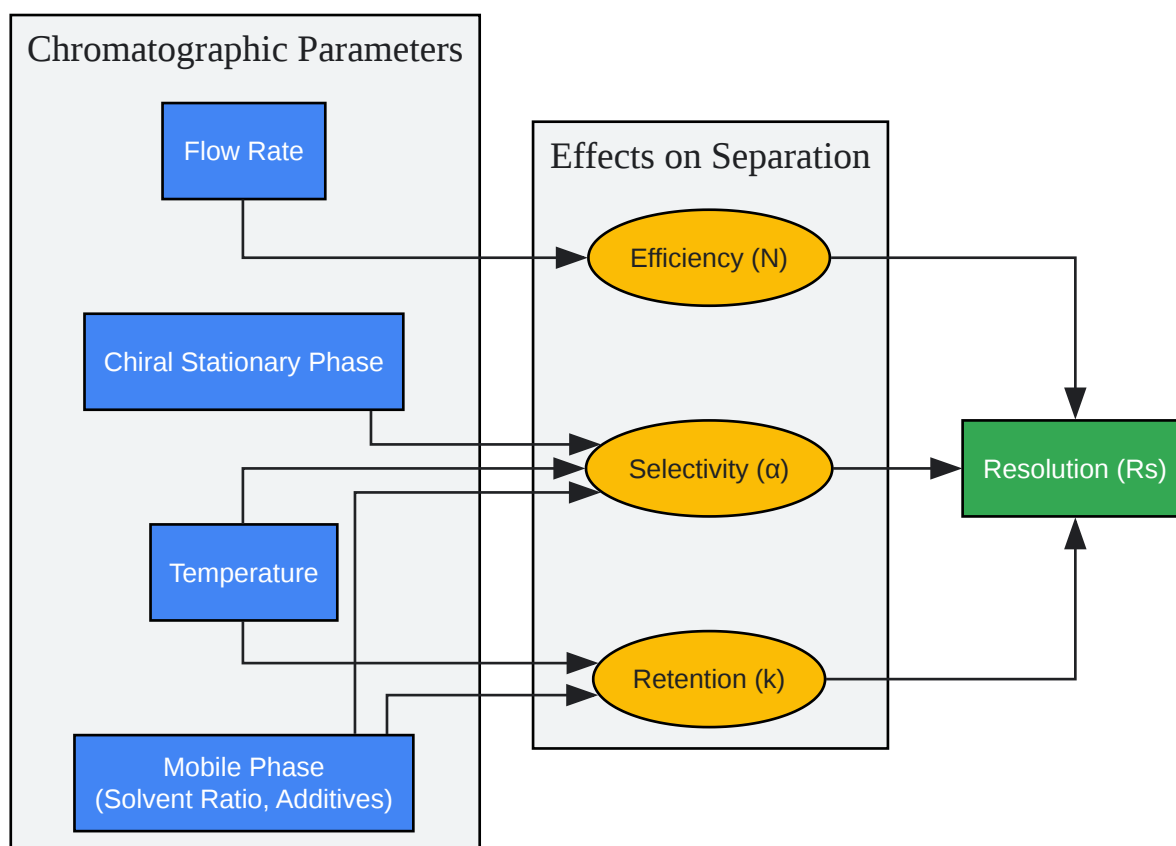 Chromatographic Parameters
Flow Rate
Chiral Stationary Phase
Temperature
Mobile Phase
(Solvent Ratio, Additives)
Effects on Separation
Efficiency (N)
Selectivity (α)
Retention (k)
Resolution (Rs)